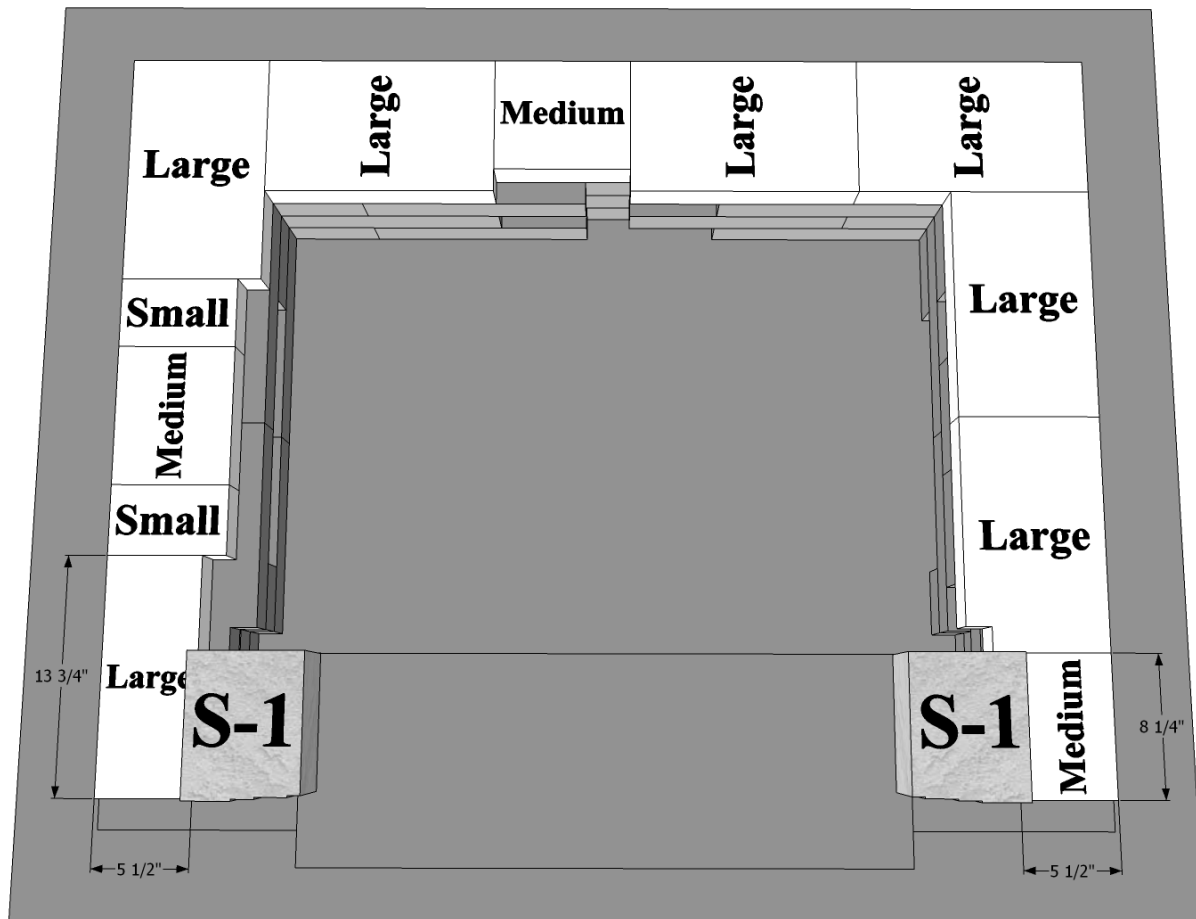 Large
Large
Medium
Large
Large
Small
Large
Medium
Small
Large
Large
S-1
S-1
Medium
13 3/4"
8 1/4"
5 1/2"
5 1/2"